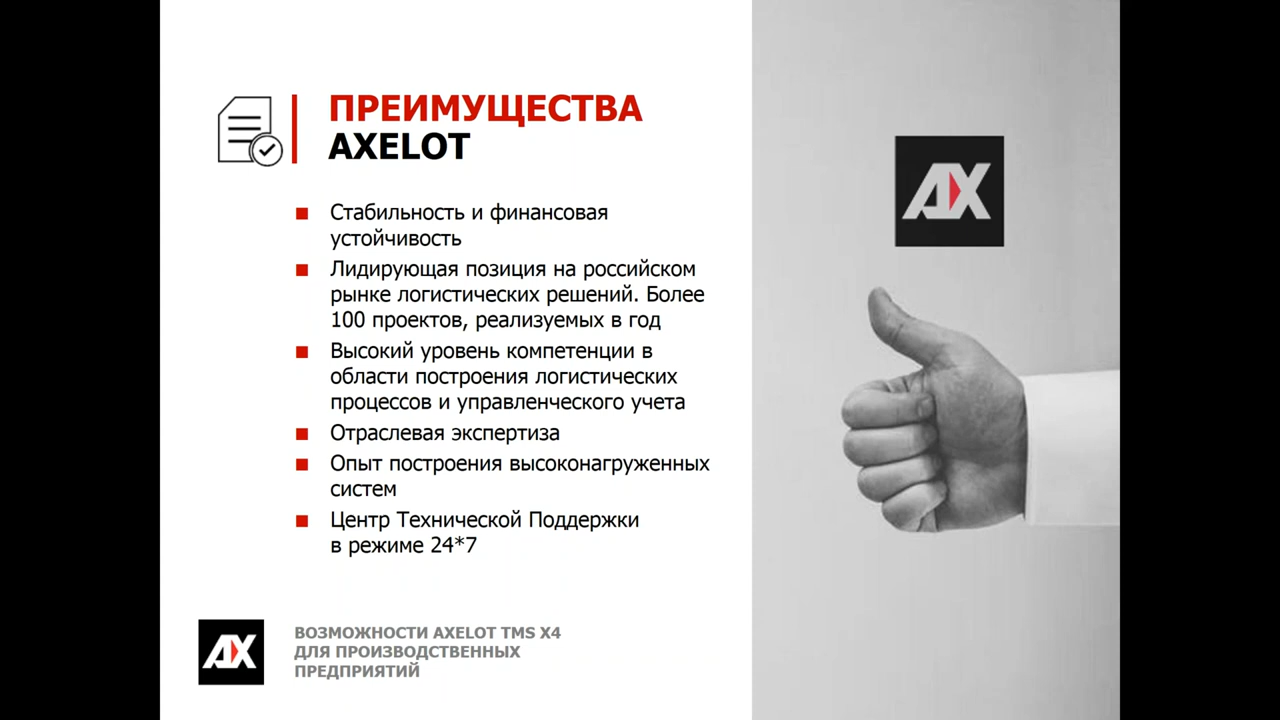 ПРЕИМУЩЕСТВА
AXELOT
Стабильность и финансовая
устойчивость
Лидирующая позиция на российском
рынке логистических решений. Более
100 проектов, реализуемых в год
Высокий уровень компетенции в
области построения логистических
процессов и управленческого учета
Отраслевая экспертиза
Опыт построения высоконагруженных
систем
Центр Технической Поддержки
в режиме 24*7
AX
AX
ВОЗМОЖНОСТИ AXELOT TMS X4
ДЛЯ ПРОИЗВОДСТВЕННЫХ
ПРЕДПРИЯТИЙ